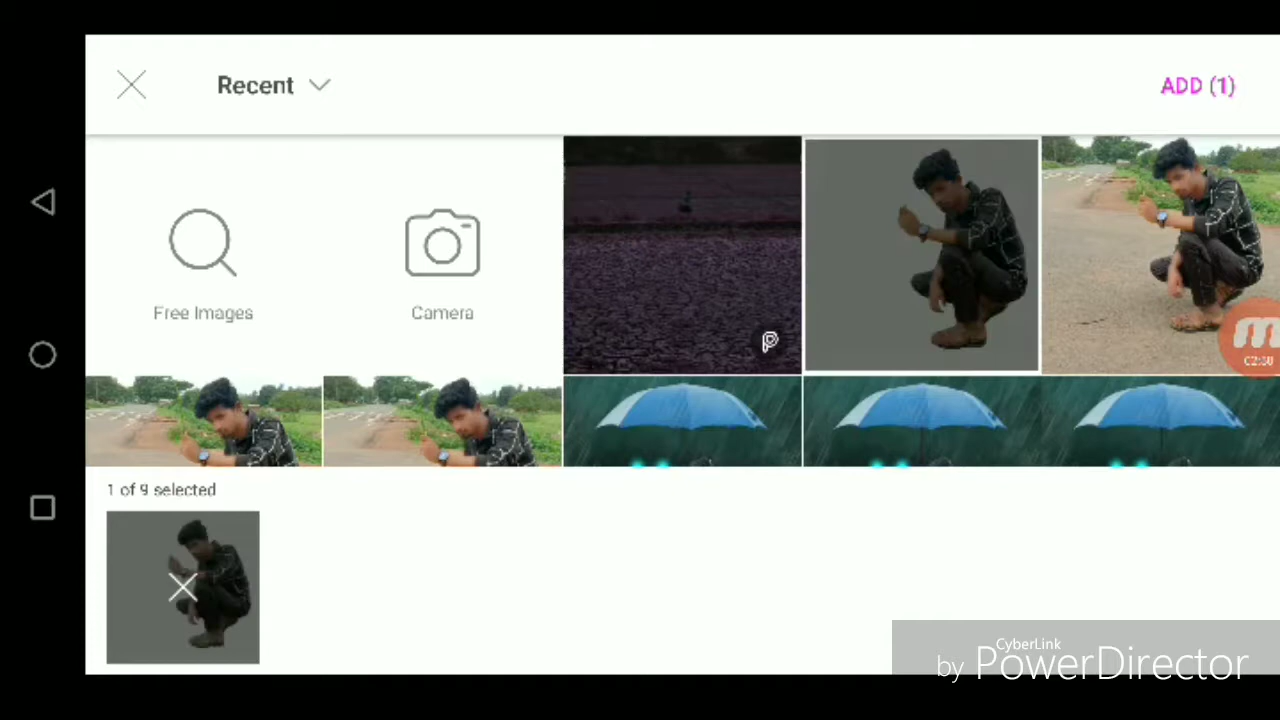 Recent
ADD (1)
Free Images
Camera
1 of 9 selected
CyberLink
by PowerDirector